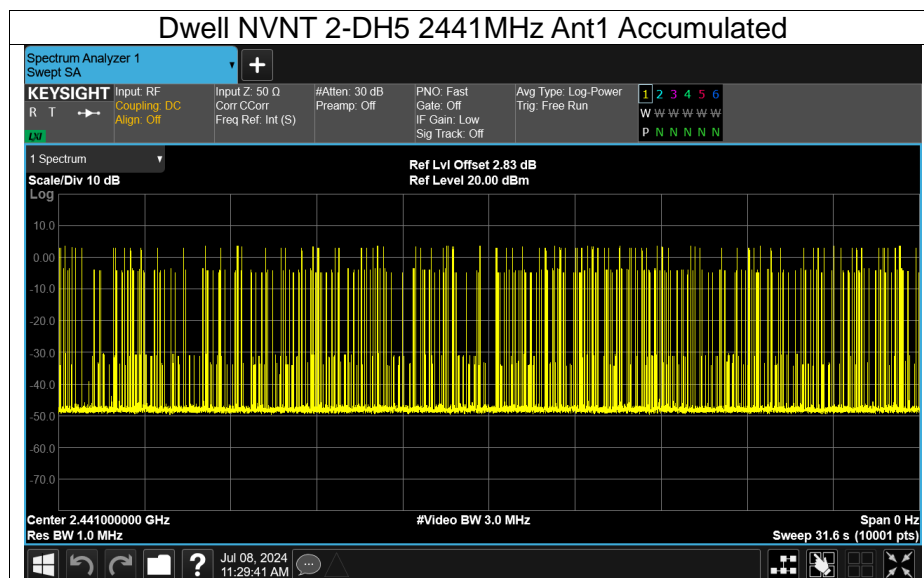 Dwell NVNT 2-DH5 2441MHz Ant1 Accumulated
Spectrum Analyzer 1
Swept SA
+
KEYSIGHT Input: RF Input Z: 50 Ω #Atten: 30 dB PNO: Fast Avg Type: Log-Power 1 2 3 4 5 6
R T Coupling: DC Corr CCorr Preamp: Off Gate: Off Trig: Free Run W W W W W W
Align: Off Freq Ref: Int (S) IF Gain: Low
LXI Sig Track: Off P N N N N N
1 Spectrum
Ref Lvl Offset 2.83 dB
Scale/Div 10 dB Ref Level 20.00 dBm
Log
10.0
0.00
-10.0
-20.0
-30.0
-40.0
-50.0
-60.0
-70.0
Center 2.441000000 GHz #Video BW 3.0 MHz Span 0 Hz
Res BW 1.0 MHz Sweep 31.6 s (10001 pts)
? Jul 08, 2024
11:29:41 AM